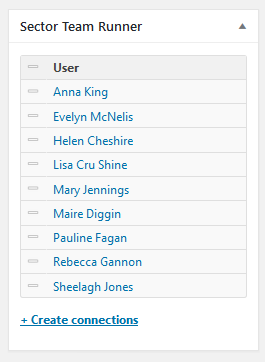 Sector Team Runner
User
Anna King
Evelyn McNelis
Helen Cheshire
Lisa Cru Shine
Mary Jennings
Maire Diggin
Pauline Fagan
Rebecca Gannon
Sheelagh Jones
+ Create connections